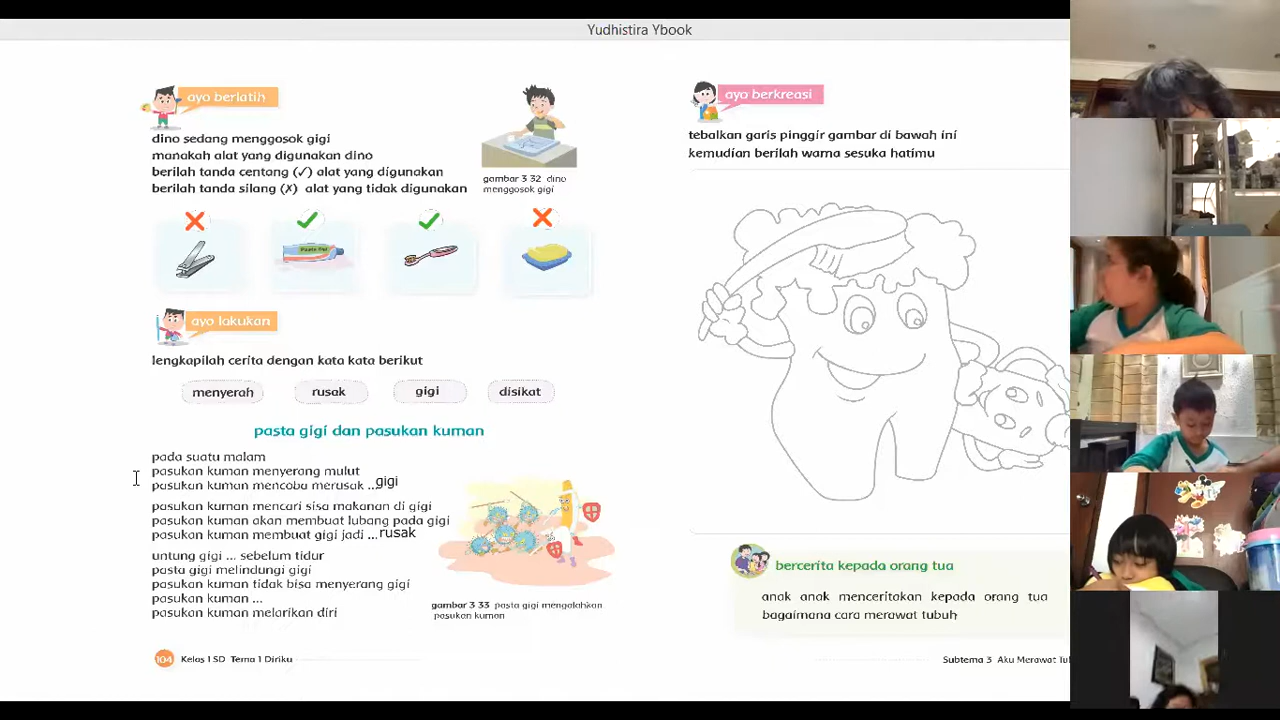 Yudhistira Ybook
ayo berlatih
dino sedang menggosok gigi
manakah alat yang digunakan dino
berilah tanda centang (✓) alat yang digunakan
berilah tanda silang (✗) alat yang tidak digunakan
gambar 3 32 dino
menggosok gigi
ayo lakukan
lengkapilah cerita dengan kata kata berikut
menyerah rusak gigi disikat
pasta gigi dan pasukan kuman
pada suatu malam
pasukan kuman menyerang mulut
pasukan kuman mencoba merusak ...gigi
pasukan kuman mencari sisa makanan di gigi
pasukan kuman akan membuat lubang pada gigi
pasukan kuman membuat gigi jadi ...rusak
untung gigi ... sebelum tidur
pasta gigi melindungi gigi
pasukan kuman tidak bisa menyerang gigi
pasukan kuman ...
pasukan kuman melarikan diri
gambar 3 33 pasta gigi mengalahkan
pasukan kuman
104 Kelas I SD Tema 1 Diriku
ayo berkreasi
tebalkan garis pinggir gambar di bawah ini
kemudian berilah warna sesuka hatimu
bercerita kepada orang tua
anak anak menceritakan kepada orang tua
bagaimana cara merawat tubuh
Subtema 3 Aku Merawat Tu